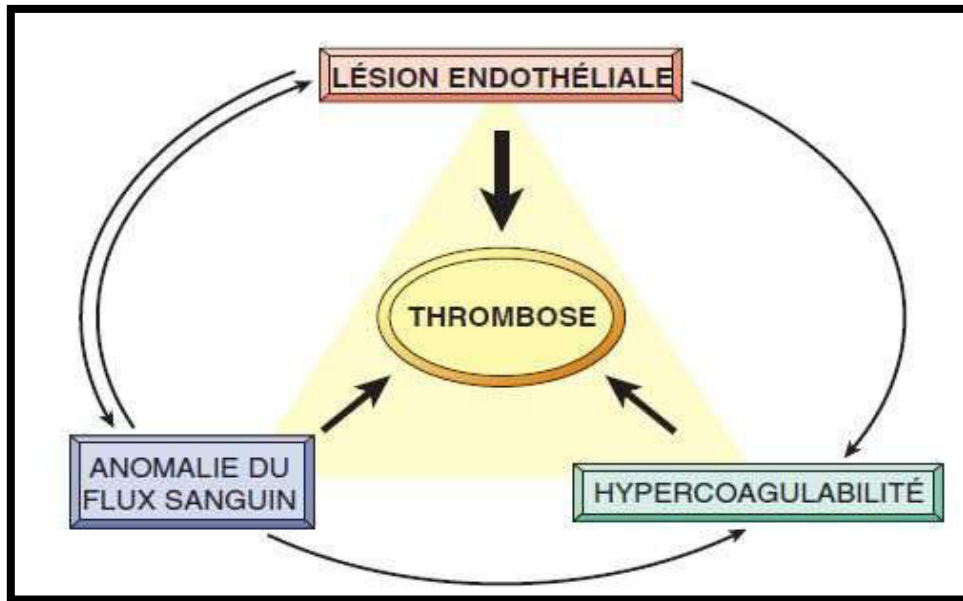 LÉSION ENDOTHÉLIALE
THROMBOSE
ANOMALIE DU
FLUX SANGUIN
HYPERCOAGULABILITÉ